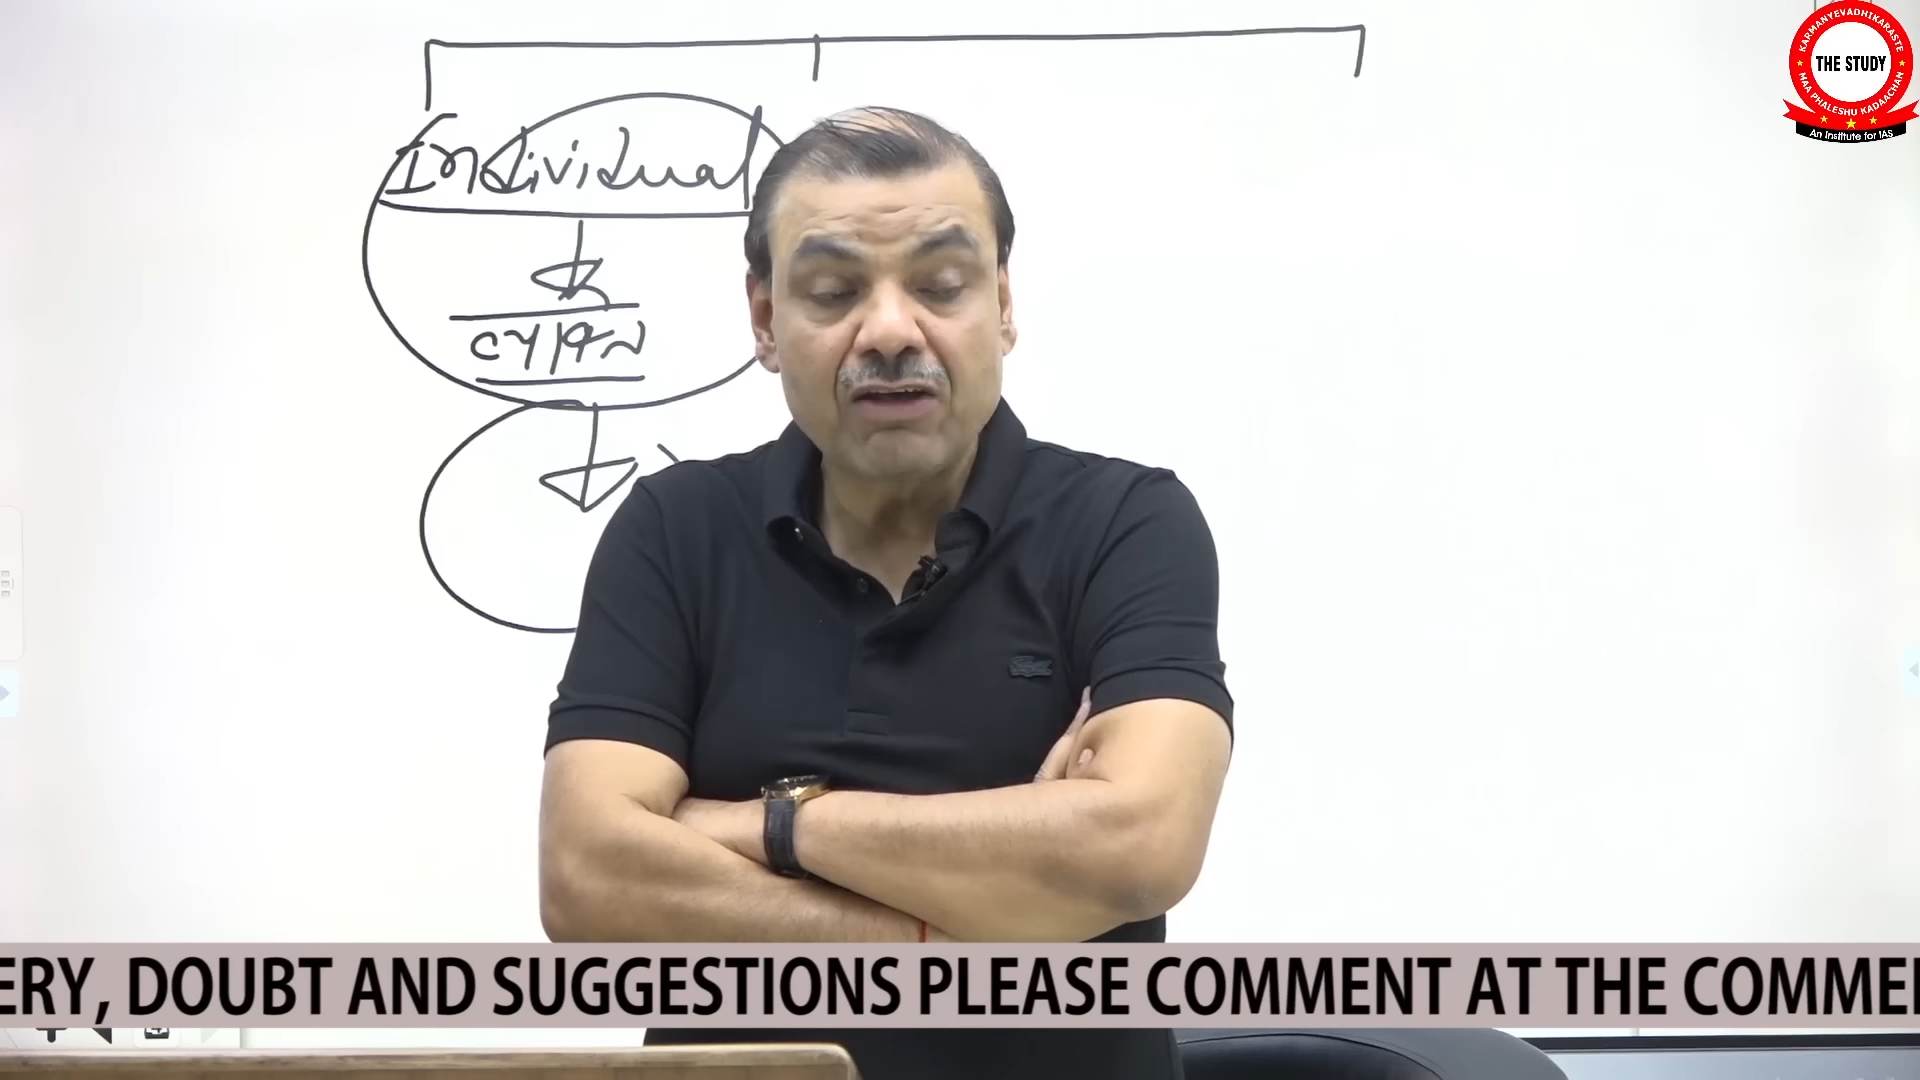 KARMANYEVADHIKARASTE
THE STUDY
MAA PHALESHU KADAACHAN
An Institute for IAS
Individual
ERY, DOUBT AND SUGGESTIONS PLEASE COMMENT AT THE COMME